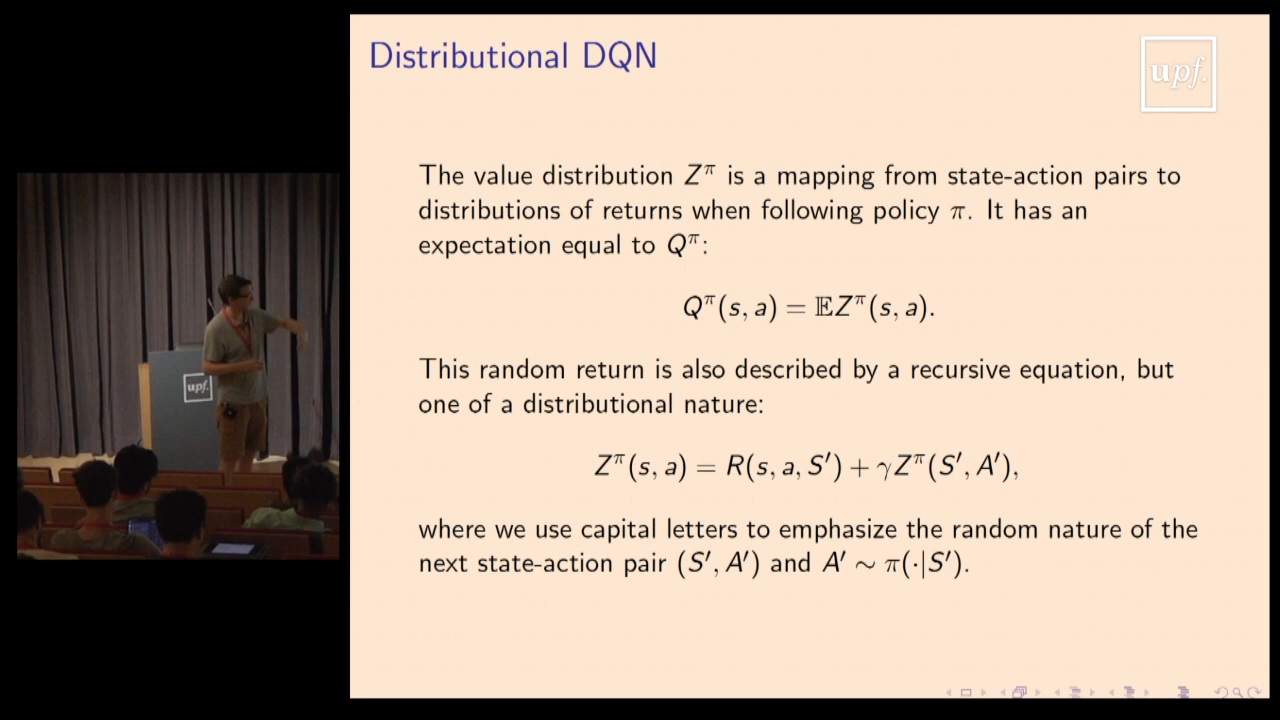 Distributional DQN
upf.
The value distribution Z^π is a mapping from state-action pairs to
distributions of returns when following policy π. It has an
expectation equal to Q^π:
Q^π(s, a) = 𝔼Z^π(s, a).
This random return is also described by a recursive equation, but
one of a distributional nature:
Z^π(s, a) = R(s, a, S′) + γZ^π(S′, A′),
where we use capital letters to emphasize the random nature of the
next state-action pair (S′, A′) and A′ ∼ π(·|S′).
upf.